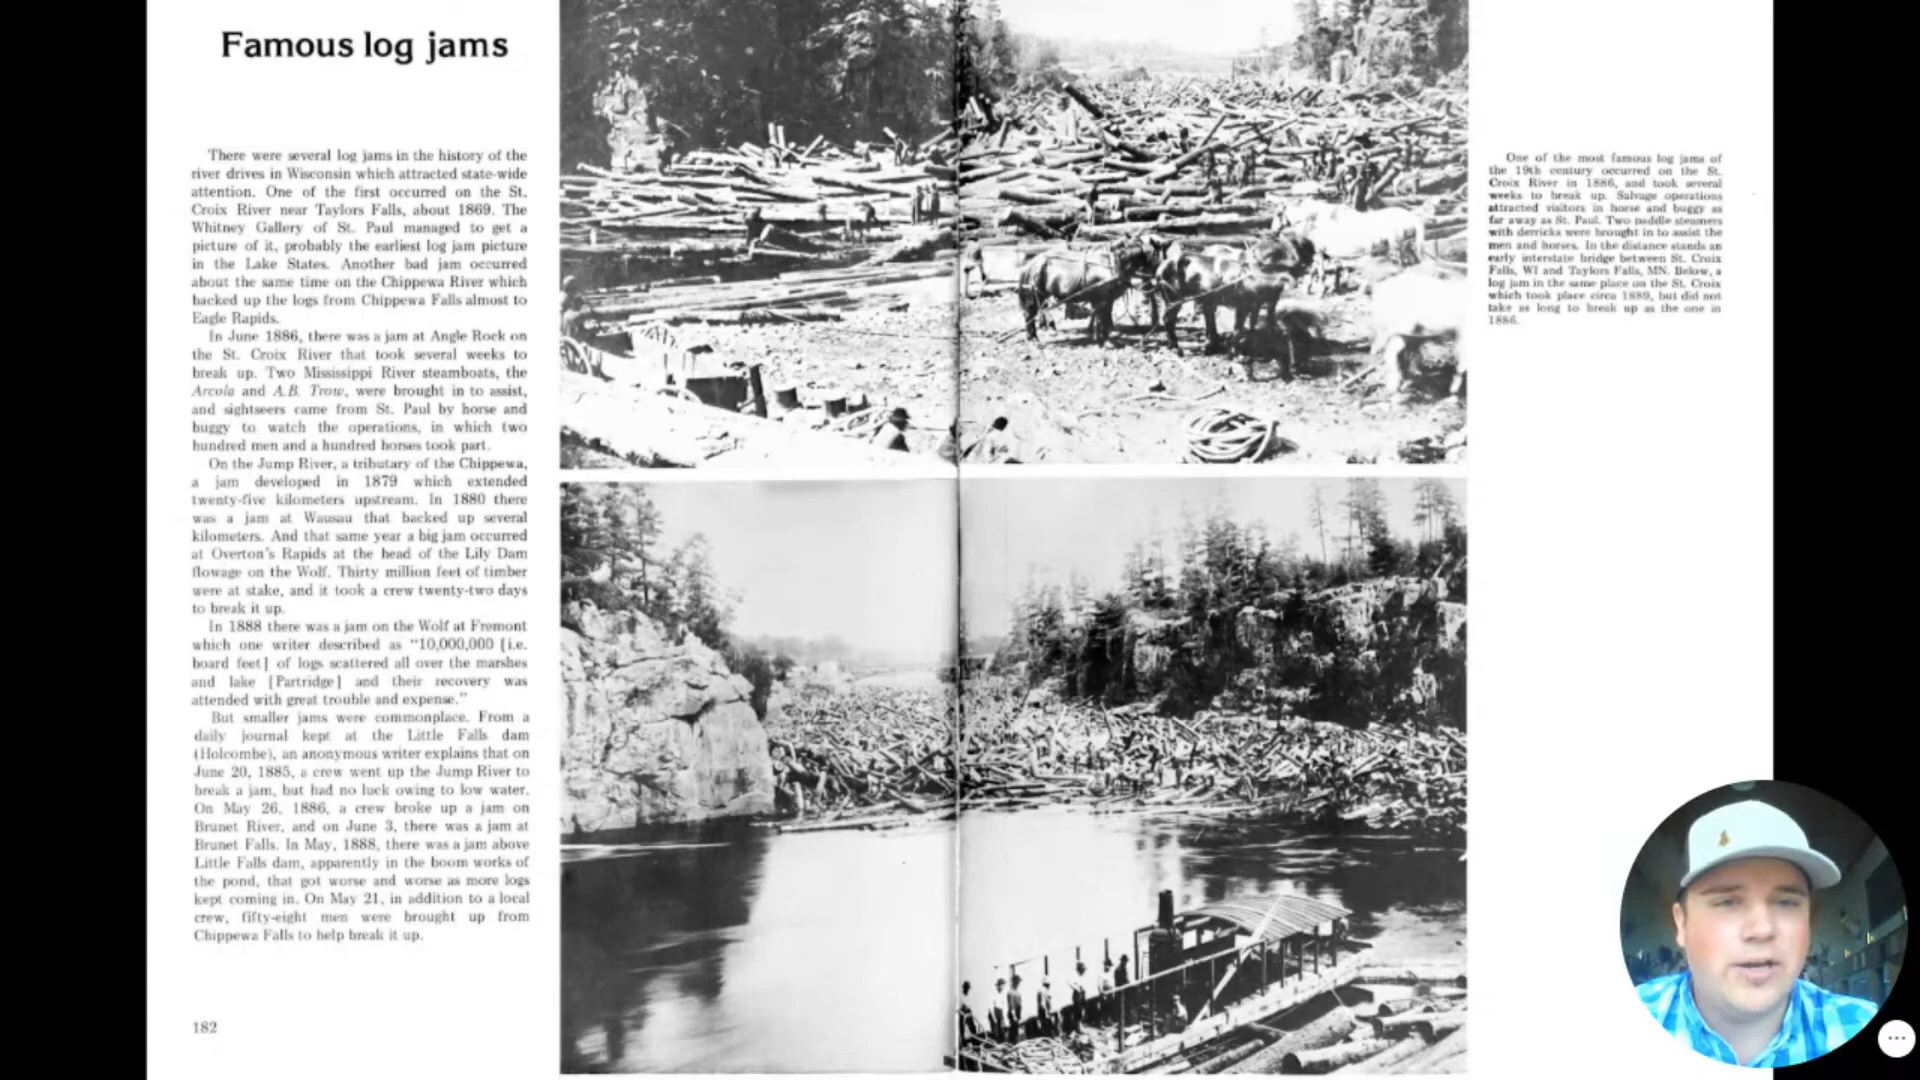 Famous log jams
There were several log jams in the history of the
river drives in Wisconsin which attracted state-wide
attention. One of the first occurred on the St.
Croix River near Taylors Falls, about 1869. The
Whitney Gallery of St. Paul managed to get a
picture of it, probably the earliest log jam picture
in the Lake States. Another bad jam occurred
about the same time on the Chippewa River which
backed up the logs from Chippewa Falls almost to
Eagle Rapids.
In June 1886, there was a jam at Angle Rock on
the St. Croix River that took several weeks to
break up. Two Mississippi River steamboats, the
Arcola and A.B. Trow, were brought in to assist,
and sightseers came from St. Paul by horse and
buggy to watch the operations, in which two
hundred men and a hundred horses took part.
On the Jump River, a tributary of the Chippewa,
a jam developed in 1879 which extended
twenty-five kilometers upstream. In 1880 there
was a jam at Wausau that backed up several
kilometers. And that same year a big jam occurred
at Overton's Rapids at the head of the Lily Dam
flowage on the Wolf. Thirty million feet of timber
were at stake, and it took a crew twenty-two days
to break it up.
In 1888 there was a jam on the Wolf at Fremont
which one writer described as "10,000,000 [i.e.
board feet] of logs scattered all over the marshes
and lake [Partridge] and their recovery was
attended with great trouble and expense."
But smaller jams were commonplace. From a
daily journal kept at the Little Falls dam
(Holcombe), an anonymous writer explains that on
June 20, 1885, a crew went up the Jump River to
break a jam, but had no luck owing to low water.
On May 26, 1886, a crew broke up a jam on
Brunet River, and on June 3, there was a jam at
Brunet Falls. In May, 1888, there was a jam above
Little Falls dam, apparently in the boom works of
the pond, that got worse and worse as more logs
kept coming in. On May 21, in addition to a local
crew, fifty-eight men were brought up from
Chippewa Falls to help break it up.
182
One of the most famous log jams of
the 19th century occurred on the St.
Croix River in 1886, and took several
weeks to break up. Salvage operations
attracted visitors in horse and buggy as
far away as St. Paul. Two paddle steamers
with derricks were brought in to assist the
men and horses. In the distance stands an
early interstate bridge between St. Croix
Falls, WI and Taylors Falls, MN. Below, a
log jam in the same place on the St. Croix
which took place circa 1889, but did not
take as long to break up as the one in
1886.